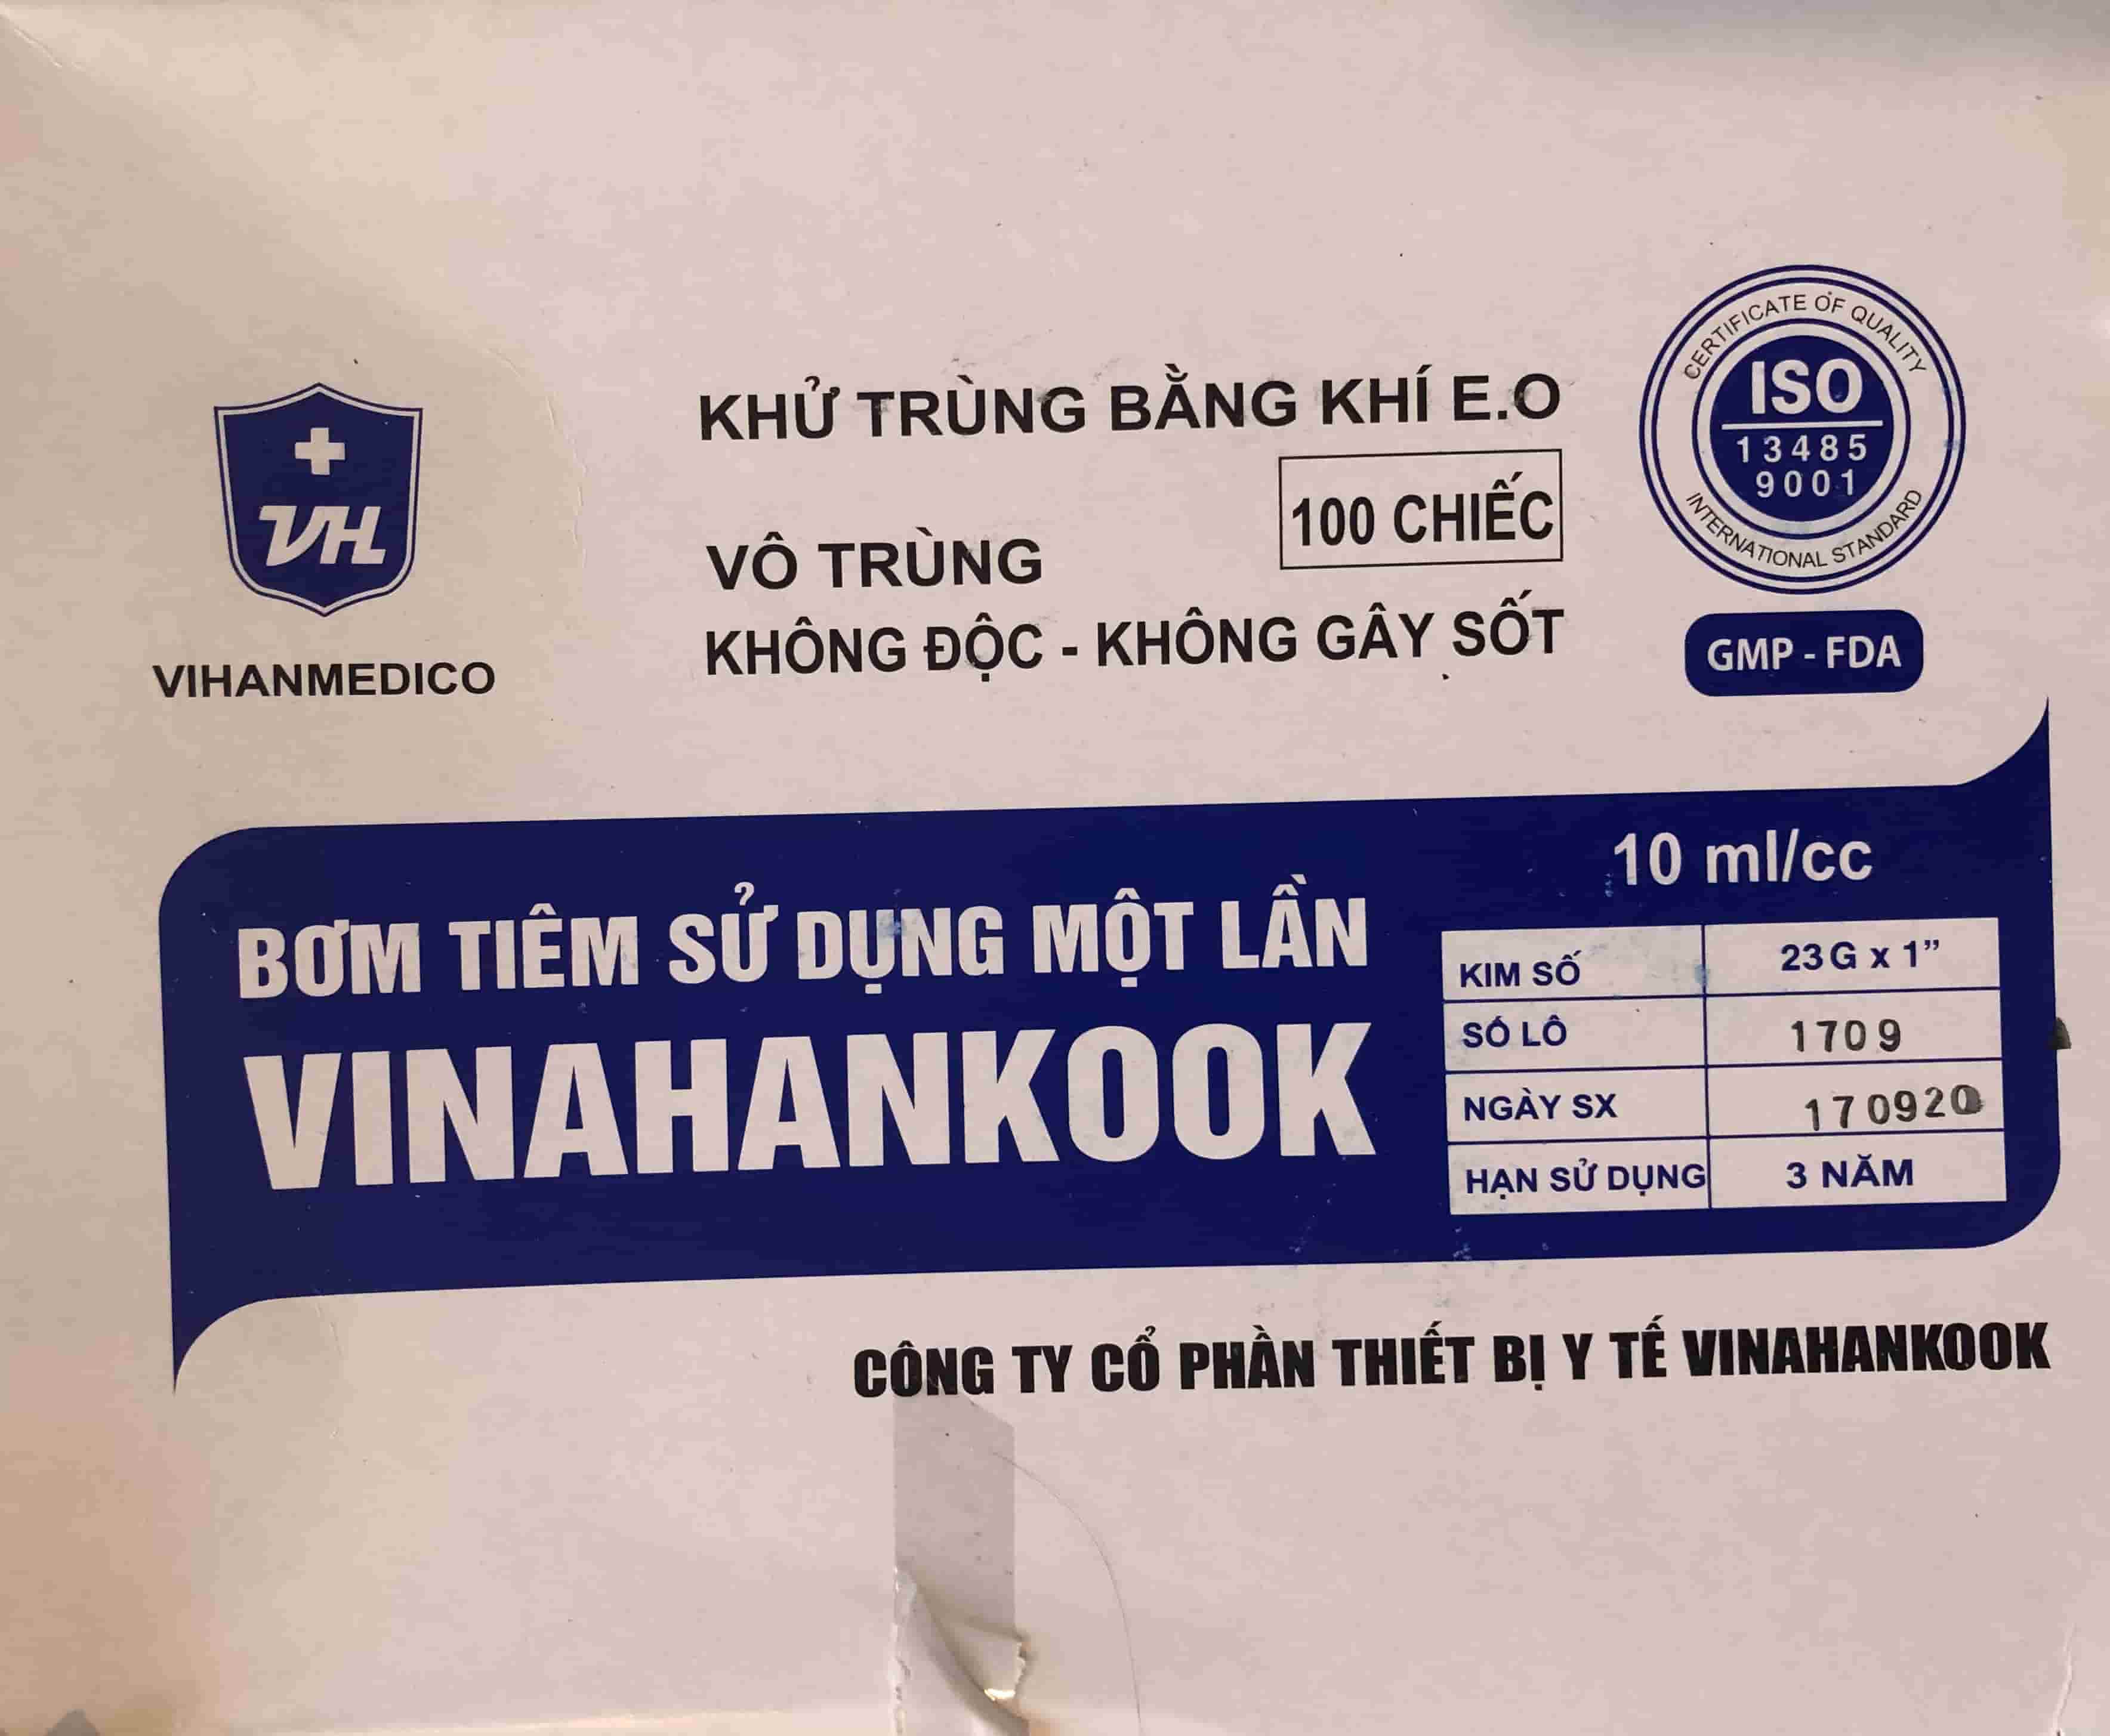 VH
VIHANMEDICO
KHỬ TRÙNG BẰNG KHÍ E.O
100 CHIẾC
VÔ TRÙNG
KHÔNG ĐỘC - KHÔNG GÂY SỐT
CERTIFICATE OF QUALITY
ISO
13485
9001
INTERNATIONAL STANDARD
GMP - FDA
BƠM TIÊM SỬ DỤNG MỘT LẦN
VINAHANKOOK
10 ml/cc
KIM SỐ 23G x 1”
SỐ LÔ 1709
NGÀY SX 170920
HẠN SỬ DỤNG 3 NĂM
CÔNG TY CỔ PHẦN THIẾT BỊ Y TẾ VINAHANKOOK